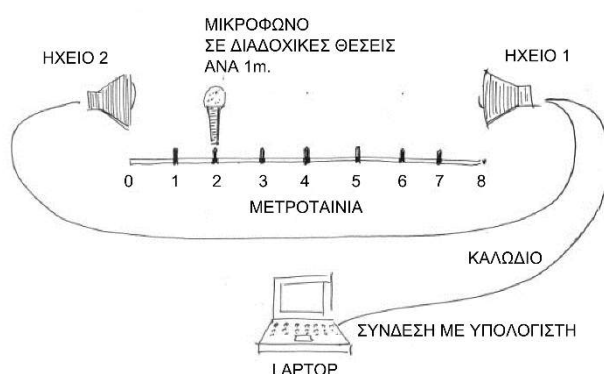 ΜΙΚΡΟΦΩΝΟ
ΣΕ ΔΙΑΔΟΧΙΚΕΣ ΘΕΣΕΙΣ
ΑΝΑ 1m.
ΗΧΕΙΟ 2
ΗΧΕΙΟ 1
0 1 2 3 4 5 6 7 8
ΜΕΤΡΟΤΑΙΝΙΑ
ΚΑΛΩΔΙΟ
ΣΥΝΔΕΣΗ ΜΕ ΥΠΟΛΟΓΙΣΤΗ
LAPTOP